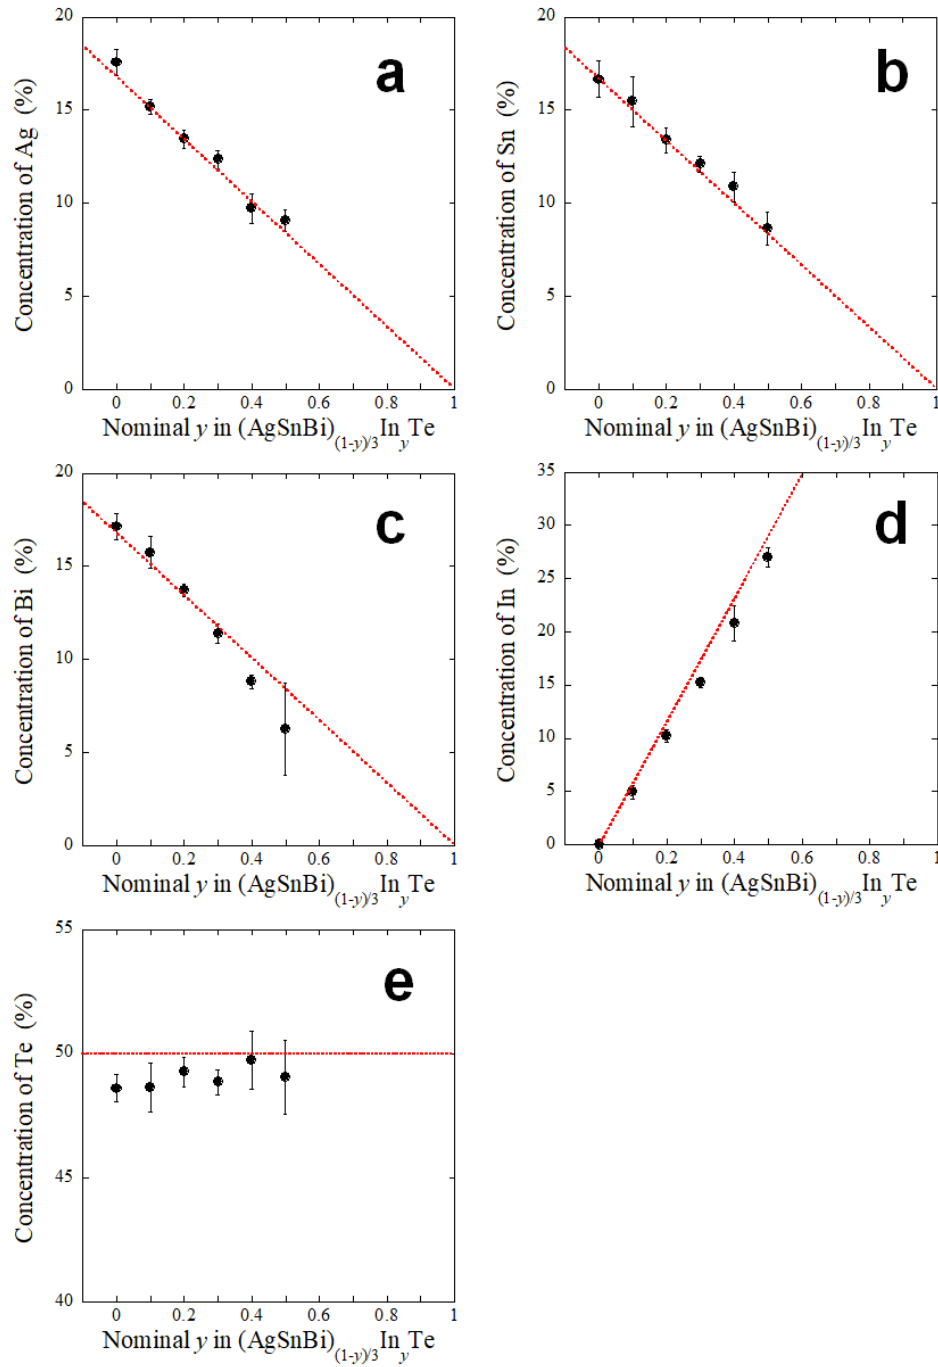 a
Concentration of Ag (%)
20
15
10
5
0
0 0.2 0.4 0.6 0.8 1
Nominal y in (AgSnBi)(1-y)/3InyTe
b
Concentration of Sn (%)
20
15
10
5
0
0 0.2 0.4 0.6 0.8 1
Nominal y in (AgSnBi)(1-y)/3InyTe
c
Concentration of Bi (%)
20
15
10
5
0
0 0.2 0.4 0.6 0.8 1
Nominal y in (AgSnBi)(1-y)/3InyTe
d
Concentration of In (%)
35
30
25
20
15
10
5
0
0 0.2 0.4 0.6 0.8 1
Nominal y in (AgSnBi)(1-y)/3InyTe
e
Concentration of Te (%)
55
50
45
40
0 0.2 0.4 0.6 0.8 1
Nominal y in (AgSnBi)(1-y)/3InyTe